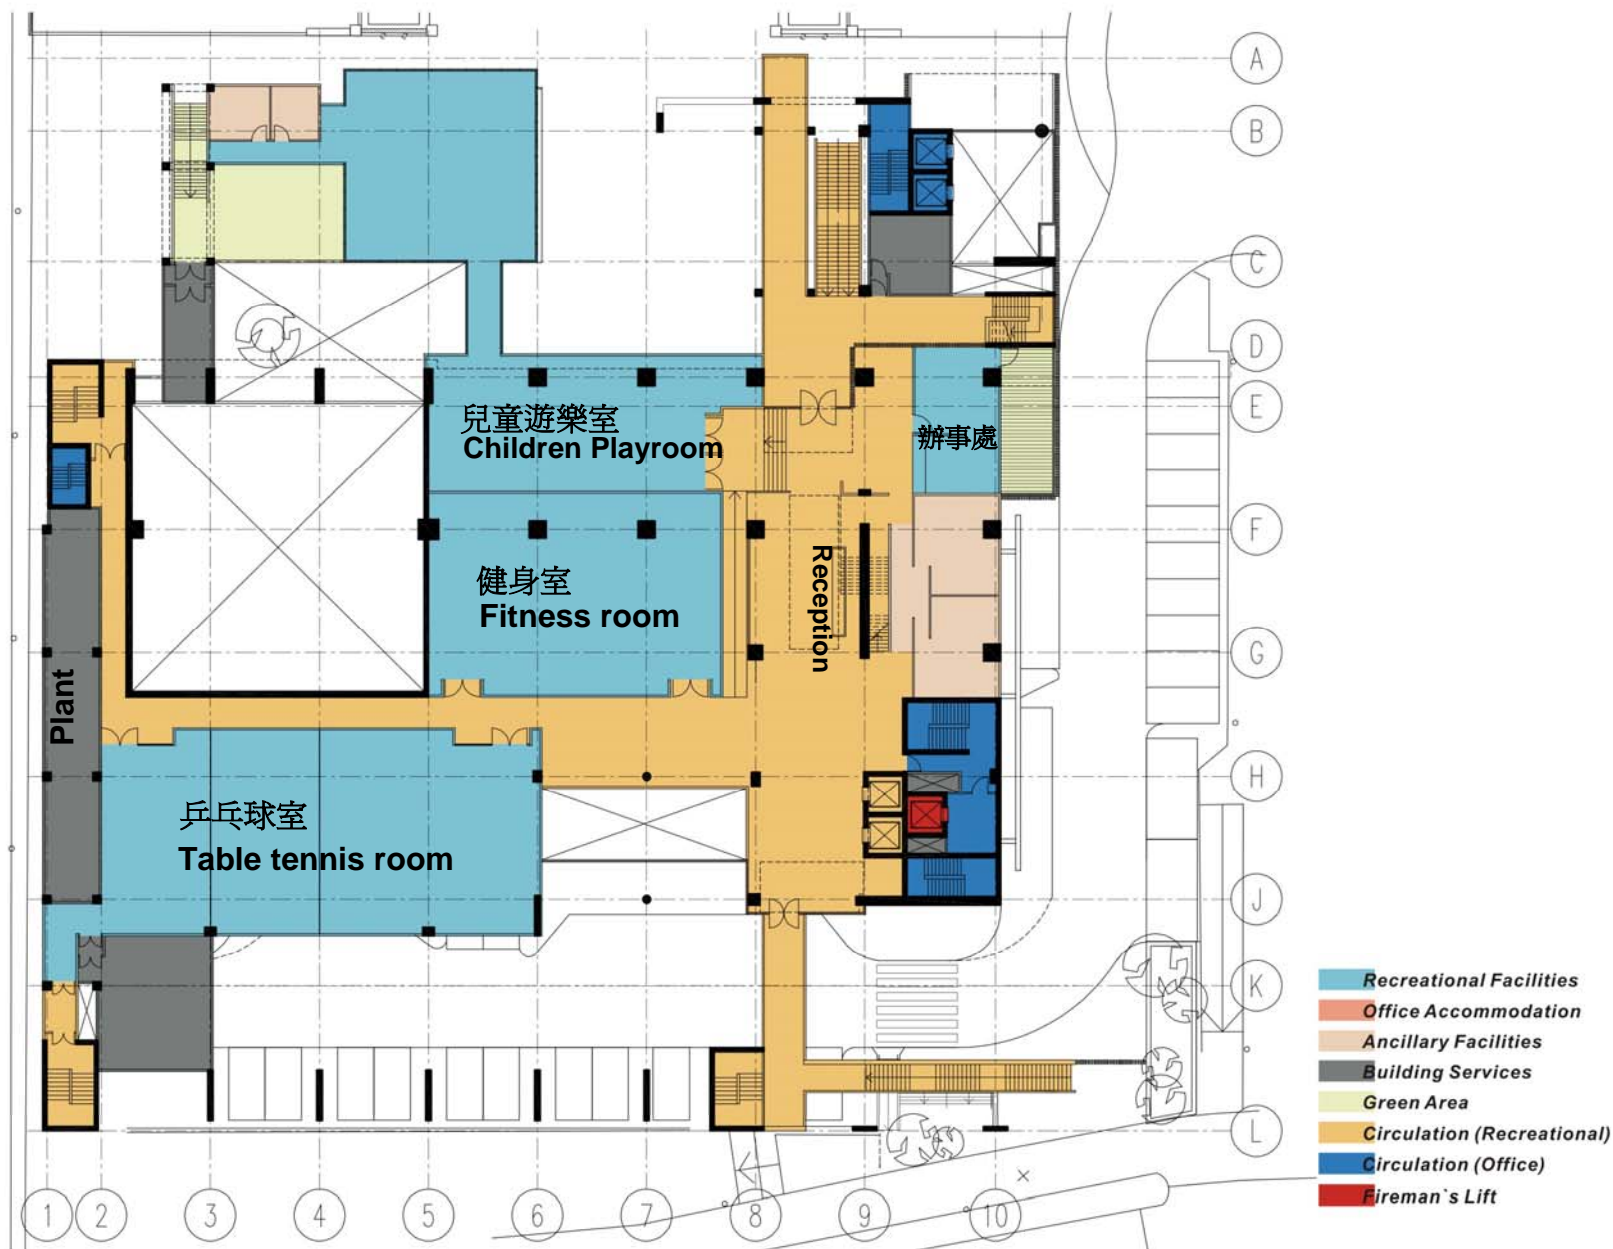 A
B
C
D
E
F
G
H
J
K
L
兒童遊樂室
Children Playroom
辦事處
健身室
Fitness room
Reception
Plant
乒乓球室
Table tennis room
Recreational Facilities
Office Accommodation
Ancillary Facilities
Building Services
Green Area
Circulation (Recreational)
Circulation (Office)
Fireman`s Lift
1 2 3 4 5 6 7 8 9 10